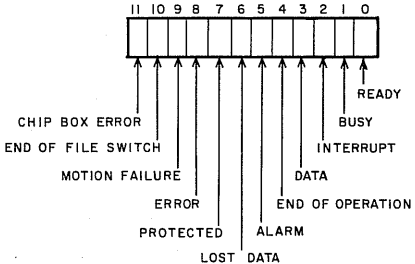 11 10 9 8 7 6 5 4 3 2 1 0
READY
CHIP BOX ERROR BUSY
END OF FILE SWITCH INTERRUPT
MOTION FAILURE DATA
ERROR END OF OPERATION
PROTECTED ALARM
LOST DATA